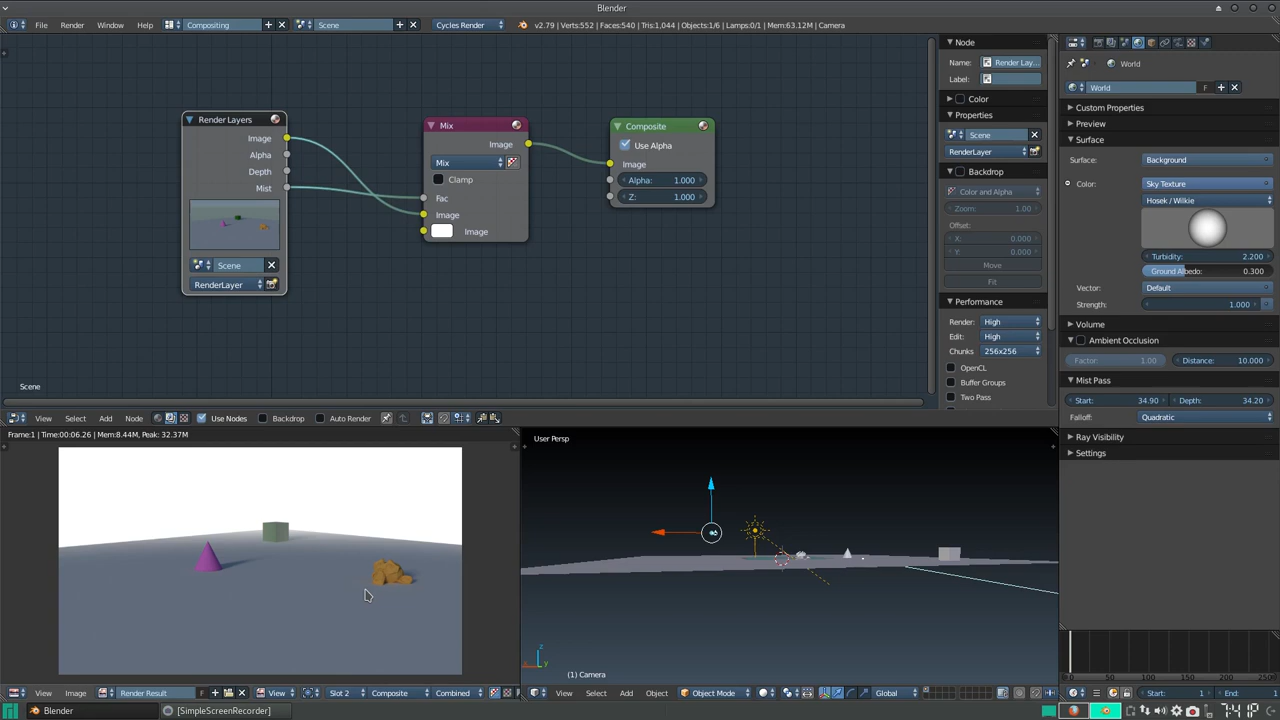 Blender
File
Render
Window
Help
Compositing
Scene
Cycles Render
v2.79 | Verts:552 | Faces:540 | Tris:1,044 | Objects:1/6 | Lamps:0/1 | Mem:63.12M | Camera
Render Layers
Image
Alpha
Depth
Mist
Scene
RenderLayer
Mix
Image
Mix
Clamp
Fac
Image
Image
Composite
Use Alpha
Image
Alpha: 1.000
Z: 1.000
Scene
View
Select
Add
Node
Use Nodes
Backdrop
Auto Render
Node
Name: Render Lay...
Label:
Color
Properties
Scene
RenderLayer
Backdrop
Color and Alpha
Zoom: 1.00
Offset:
X: 0.000
Y: 0.000
Move
Fit
Performance
Render: High
Edit: High
Chunks 256x256
OpenCL
Buffer Groups
Two Pass
World
World
F
Custom Properties
Preview
Surface
Surface: Background
Color: Sky Texture
Hosek / Wilkie
Turbidity: 2.200
Ground Albedo: 0.300
Vector: Default
Strength: 1.000
Volume
Ambient Occlusion
Factor: 1.00
Distance: 10.000
Mist Pass
Start: 34.90
Depth: 34.20
Falloff: Quadratic
Ray Visibility
Settings
Frame:1 | Time:00:06.26 | Mem:8.44M, Peak: 32.37M
View
Image
Render Result
F
View
Slot 2
Composite
Combined
User Persp
z
y
(1) Camera
View
Select
Add
Object
Object Mode
Global
0 50 100 150 200 250
Start: 1
End:
Blender
[SimpleScreenRecorder]
7:41 P